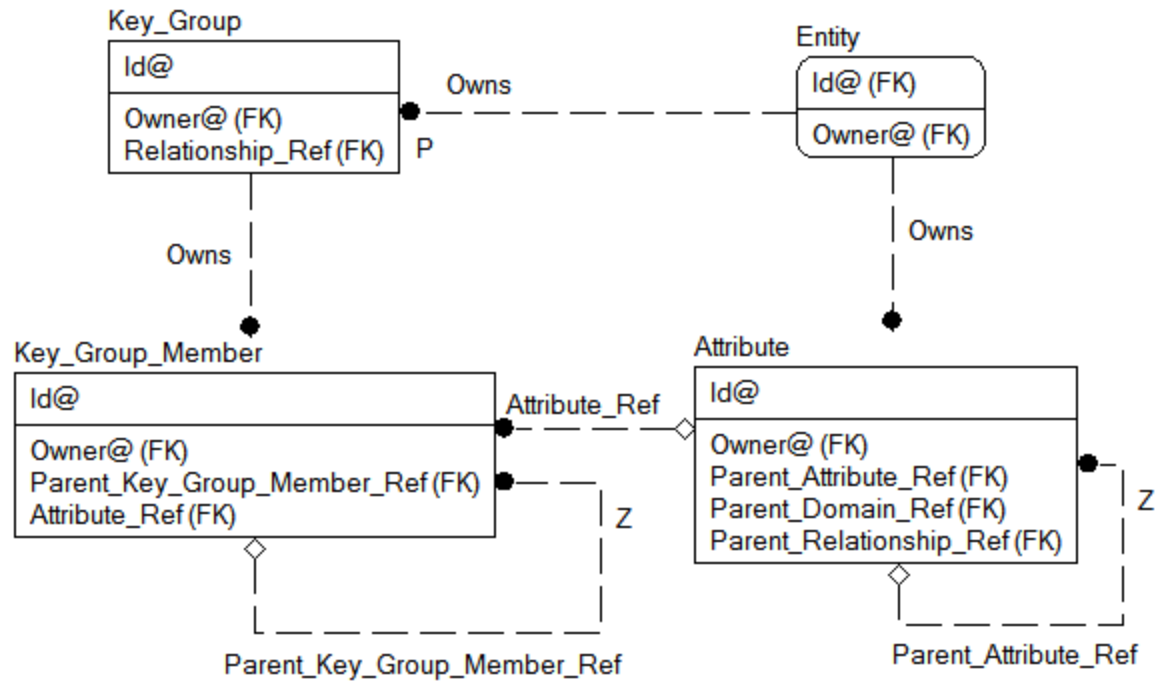 Key_Group
Id@
Owner@ (FK)
Relationship_Ref (FK)
Owns
P
Entity
Id@ (FK)
Owner@ (FK)
Owns
Owns
Key_Group_Member
Id@
Owner@ (FK)
Parent_Key_Group_Member_Ref (FK)
Attribute_Ref (FK)
Attribute_Ref
Z
Parent_Key_Group_Member_Ref
Attribute
Id@
Owner@ (FK)
Parent_Attribute_Ref (FK)
Parent_Domain_Ref (FK)
Parent_Relationship_Ref (FK)
Z
Parent_Attribute_Ref